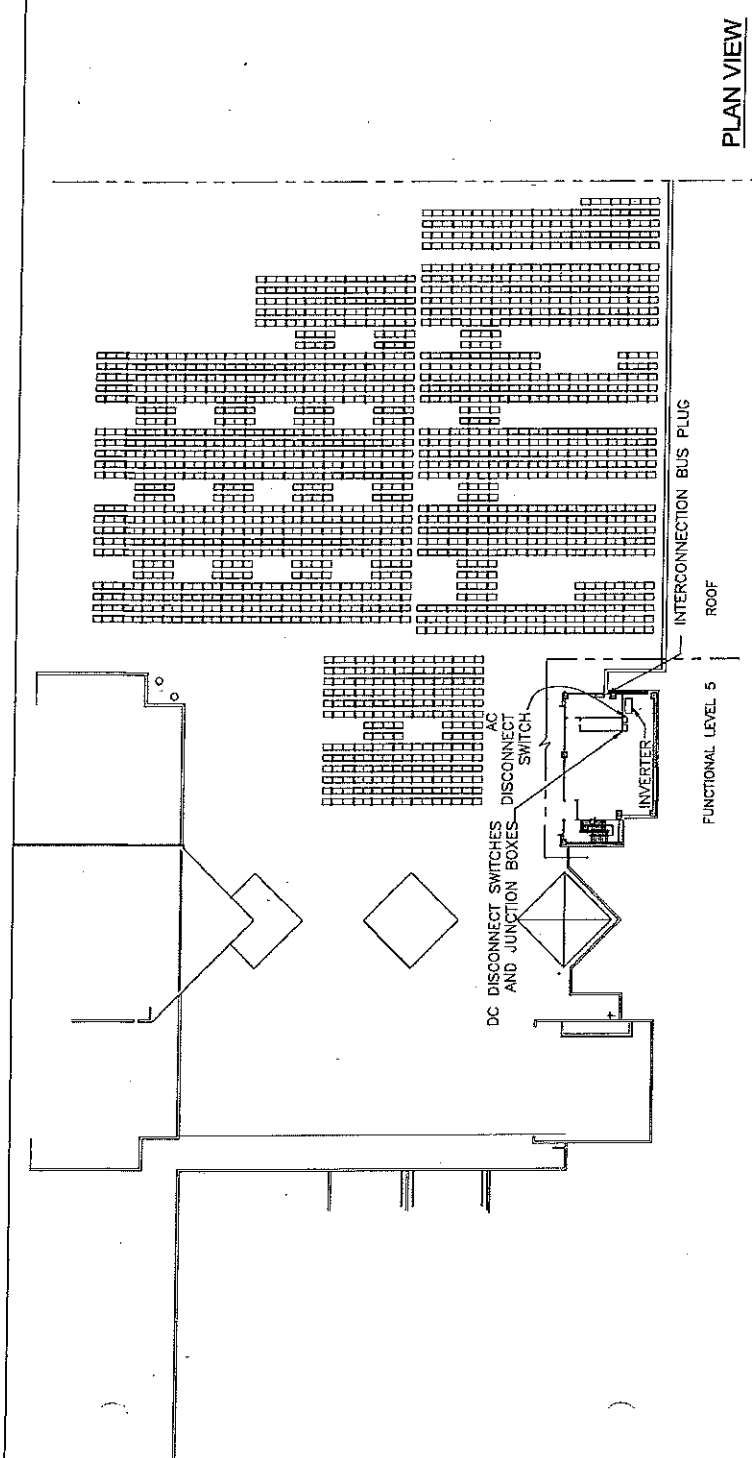 PLAN VIEW
AC
DISCONNECT
SWITCH
DC DISCONNECT SWITCHES
AND JUNCTION BOXES
INVERTER
INTERCONNECTION BUS PLUG
ROOF
FUNCTIONAL LEVEL 5